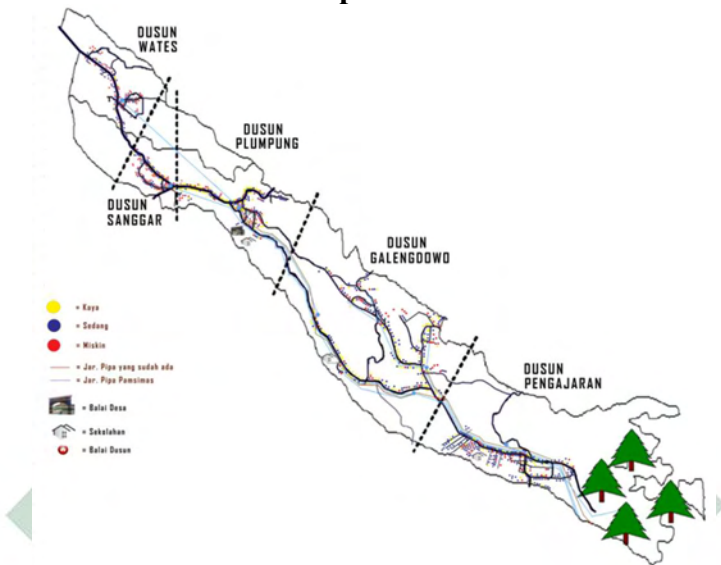 DUSUN
WATES
DUSUN
PLUMPUNG
DUSUN
SANGGAR
DUSUN
GALENGDOWO
DUSUN
PENGAJARAN
= Kaya
= Sedang
= Miskin
= Jar. Pipa yang sudah ada
= Jar. Pipa Pamsimas
= Balai Desa
= Sekolahan
= Balai Dusun